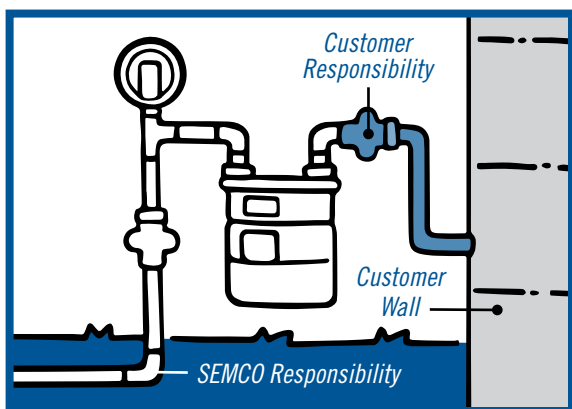 Customer
Responsibility
Customer
Wall
SEMCO Responsibility